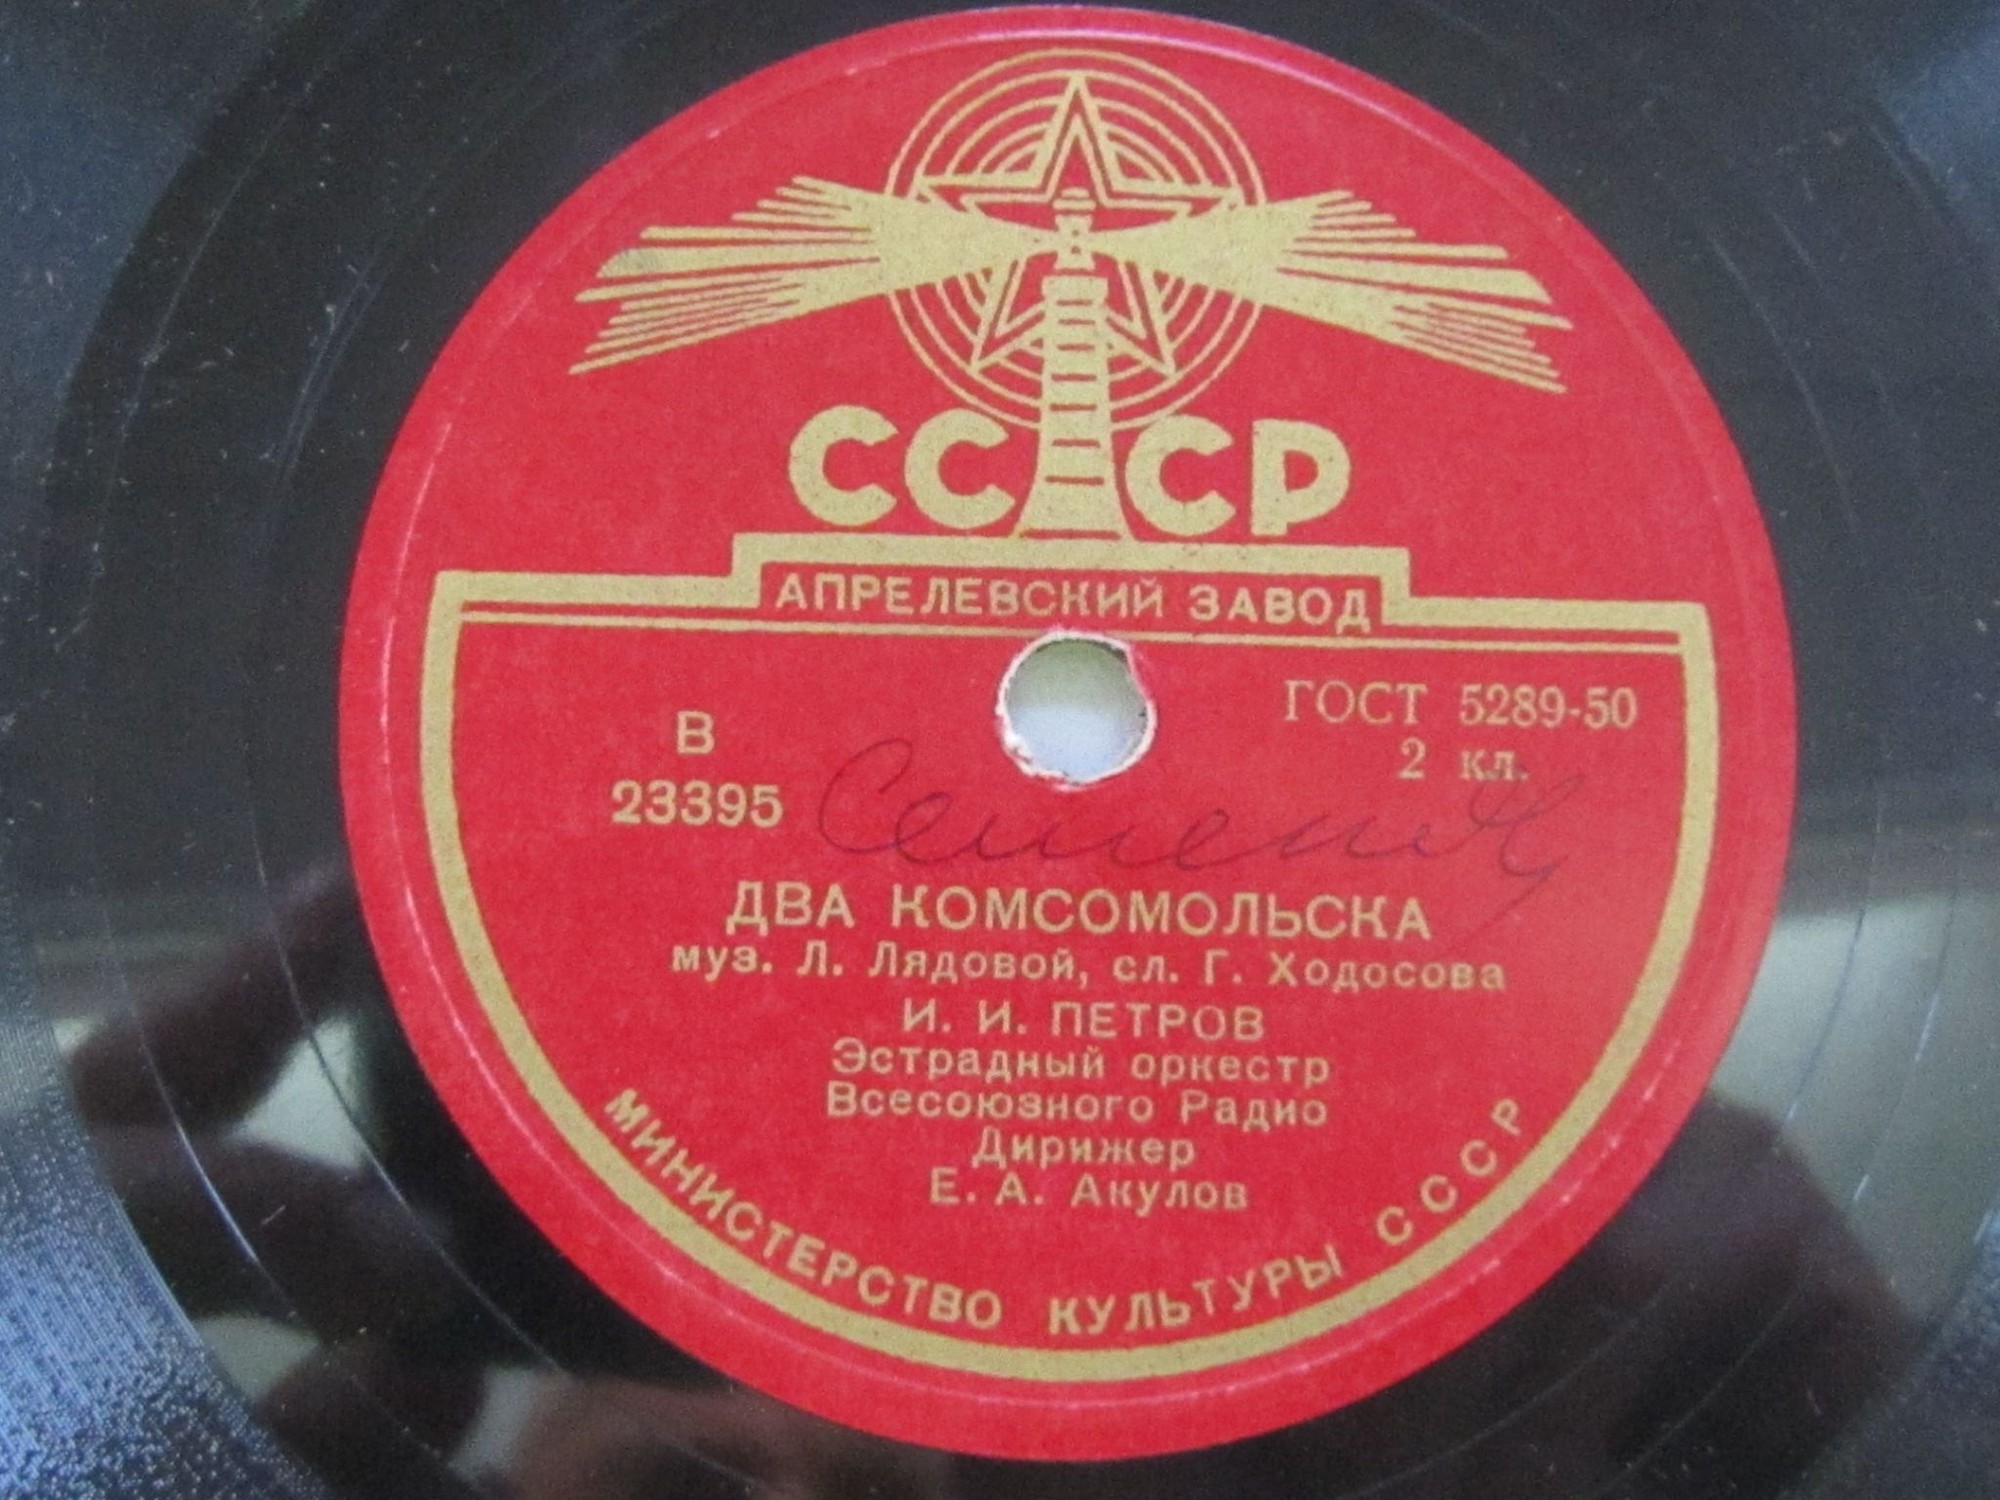 СССР
АПРЕЛЕВСКИЙ ЗАВОД
В
23395
ГОСТ 5289-50
2 кл.
ДВА КОМСОМОЛЬСКА
муз. Л. Лядовой, сл. Г. Ходосова
И. И. ПЕТРОВ
Эстрадный оркестр
Всесоюзного Радио
Дирижер
Е. А. Акулов
МИНИСТЕРСТВО КУЛЬТУРЫ СССР